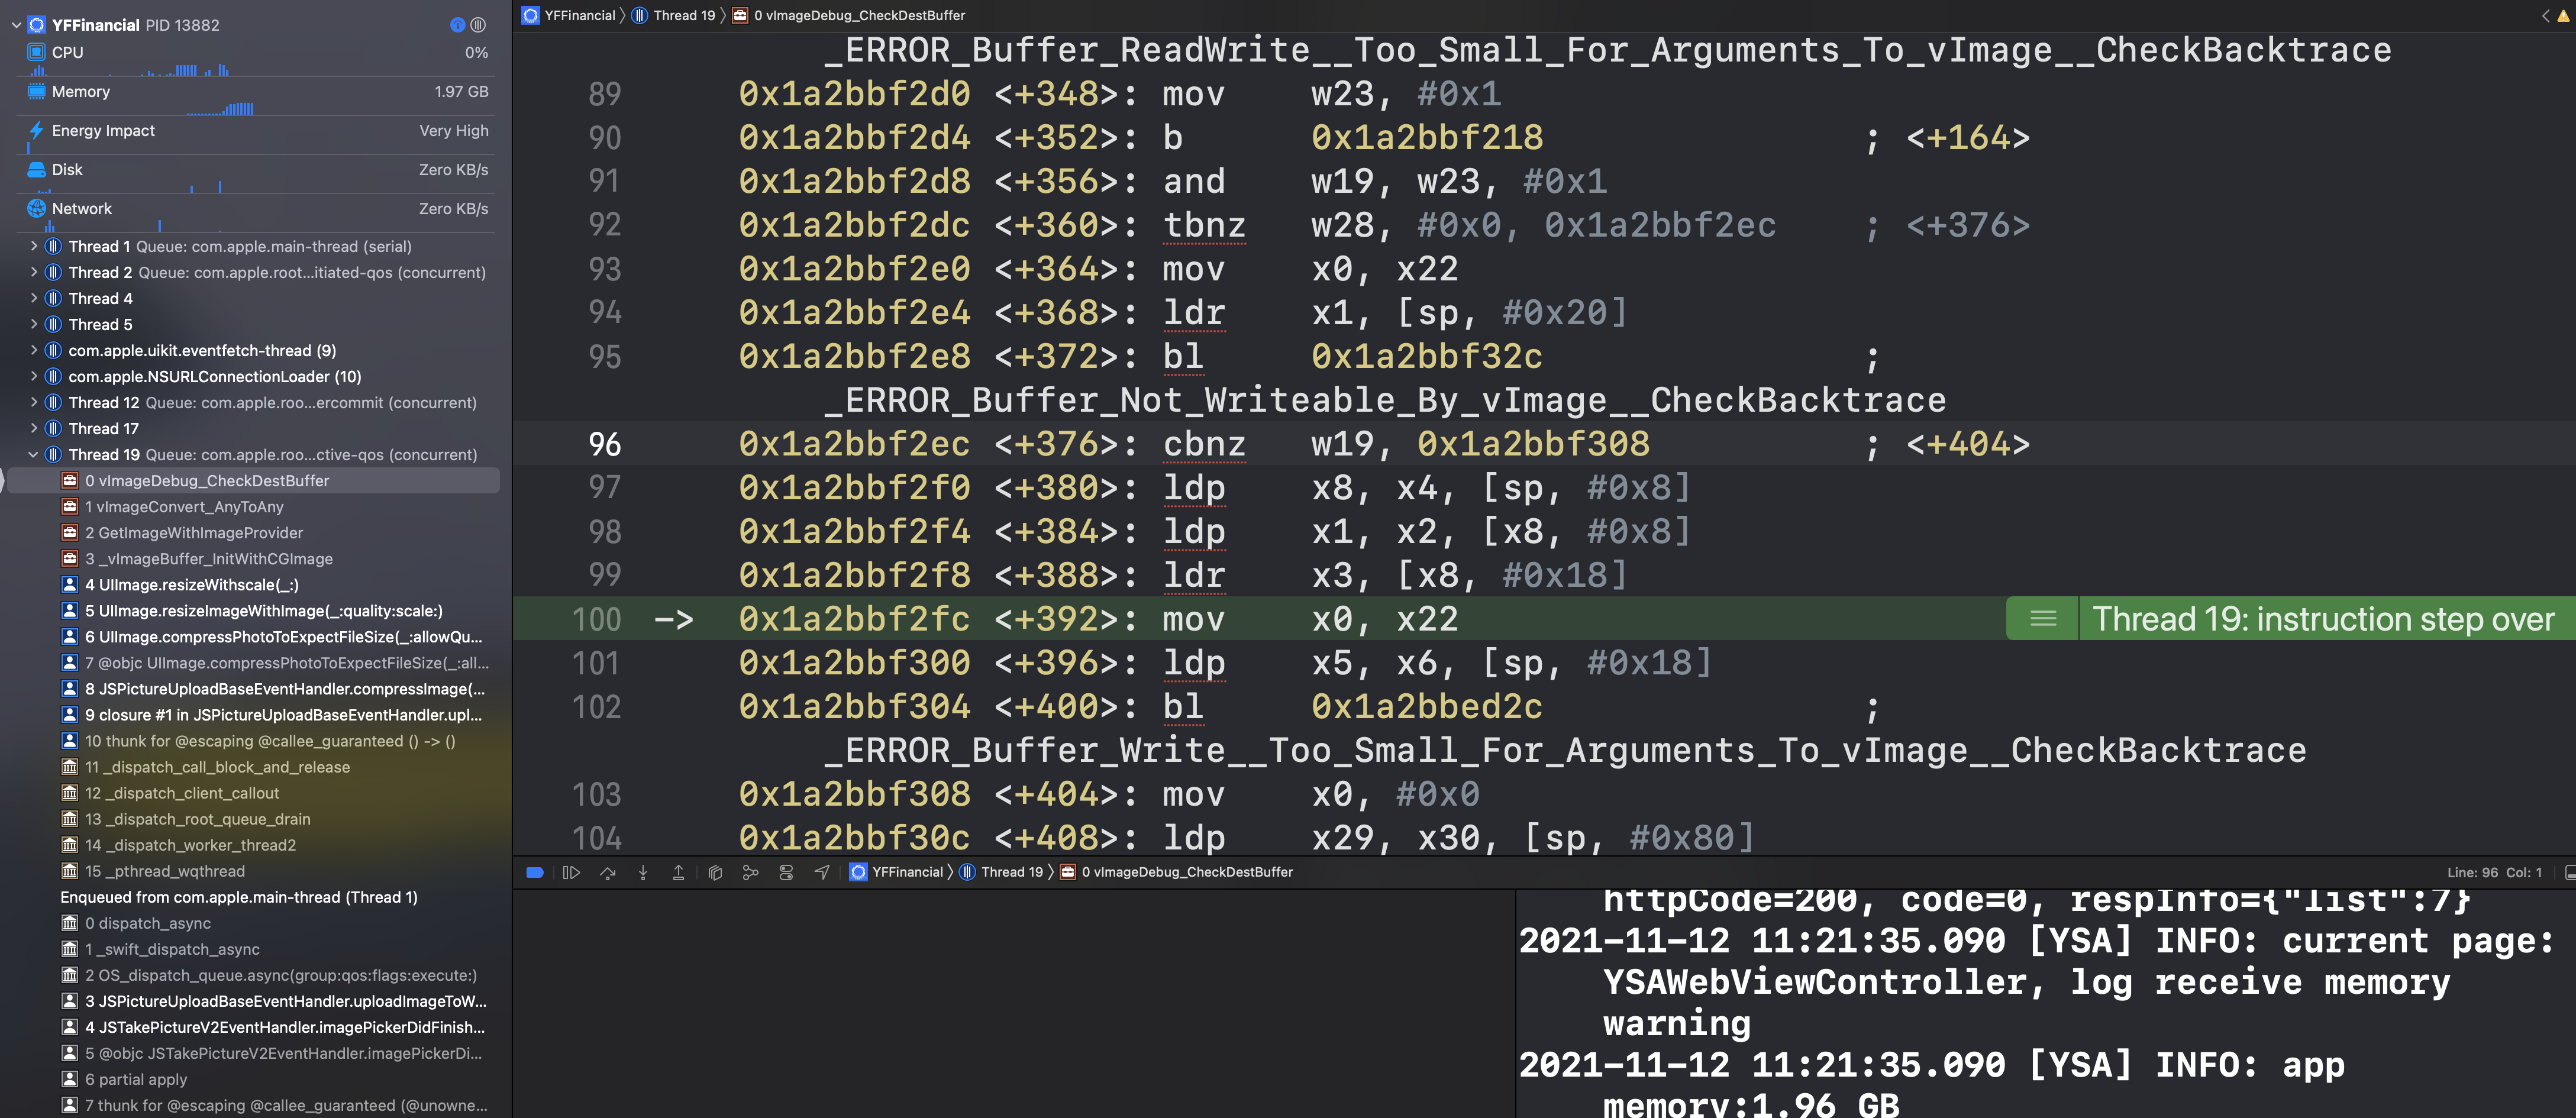 YFFinancial PID 13882
CPU 0%
Memory 1.97 GB
Energy Impact Very High
Disk Zero KB/s
Network Zero KB/s
Thread 1 Queue: com.apple.main-thread (serial)
Thread 2 Queue: com.apple.root...itiated-qos (concurrent)
Thread 4
Thread 5
com.apple.uikit.eventfetch-thread (9)
com.apple.NSURLConnectionLoader (10)
Thread 12 Queue: com.apple.roo...ercommit (concurrent)
Thread 17
Thread 19 Queue: com.apple.roo...ctive-qos (concurrent)
0 vImageDebug_CheckDestBuffer
1 vImageConvert_AnyToAny
2 GetImageWithImageProvider
3 _vImageBuffer_InitWithCGImage
4 UIImage.resizeWithscale(_:)
5 UIImage.resizeImageWithImage(_:quality:scale:)
6 UIImage.compressPhotoToExpectFileSize(_:allowQu...
7 @objc UIImage.compressPhotoToExpectFileSize(_:all...
8 JSPictureUploadBaseEventHandler.compressImage(...
9 closure #1 in JSPictureUploadBaseEventHandler.upl...
10 thunk for @escaping @callee_guaranteed () -> ()
11 _dispatch_call_block_and_release
12 _dispatch_client_callout
13 _dispatch_root_queue_drain
14 _dispatch_worker_thread2
15 _pthread_wqthread
Enqueued from com.apple.main-thread (Thread 1)
0 dispatch_async
1 _swift_dispatch_async
2 OS_dispatch_queue.async(group:qos:flags:execute:)
3 JSPictureUploadBaseEventHandler.uploadImageToW...
4 JSTakePictureV2EventHandler.imagePickerDidFinish...
5 @objc JSTakePictureV2EventHandler.imagePickerDi...
6 partial apply
7 thunk for @escaping @callee_guaranteed (@unowne...
YFFinancial Thread 19 0 vImageDebug_CheckDestBuffer
_ERROR_Buffer_ReadWrite__Too_Small_For_Arguments_To_vImage__CheckBacktrace
89 0x1a2bbf2d0 <+348>: mov w23, #0x1
90 0x1a2bbf2d4 <+352>: b 0x1a2bbf218 ; <+164>
91 0x1a2bbf2d8 <+356>: and w19, w23, #0x1
92 0x1a2bbf2dc <+360>: tbnz w28, #0x0, 0x1a2bbf2ec ; <+376>
93 0x1a2bbf2e0 <+364>: mov x0, x22
94 0x1a2bbf2e4 <+368>: ldr x1, [sp, #0x20]
95 0x1a2bbf2e8 <+372>: bl 0x1a2bbf32c ;
_ERROR_Buffer_Not_Writeable_By_vImage__CheckBacktrace
96 0x1a2bbf2ec <+376>: cbnz w19, 0x1a2bbf308 ; <+404>
97 0x1a2bbf2f0 <+380>: ldp x8, x4, [sp, #0x8]
98 0x1a2bbf2f4 <+384>: ldp x1, x2, [x8, #0x8]
99 0x1a2bbf2f8 <+388>: ldr x3, [x8, #0x18]
100 -> 0x1a2bbf2fc <+392>: mov x0, x22 Thread 19: instruction step over
101 0x1a2bbf300 <+396>: ldp x5, x6, [sp, #0x18]
102 0x1a2bbf304 <+400>: bl 0x1a2bbed2c ;
_ERROR_Buffer_Write__Too_Small_For_Arguments_To_vImage__CheckBacktrace
103 0x1a2bbf308 <+404>: mov x0, #0x0
104 0x1a2bbf30c <+408>: ldp x29, x30, [sp, #0x80]
YFFinancial Thread 19 0 vImageDebug_CheckDestBuffer Line: 96 Col: 1
httpCode=200, code=0, respInfo={"list":7}
2021-11-12 11:21:35.090 [YSA] INFO: current page:
YSAWebViewController, log receive memory
warning
2021-11-12 11:21:35.090 [YSA] INFO: app
memory:1.96 GB